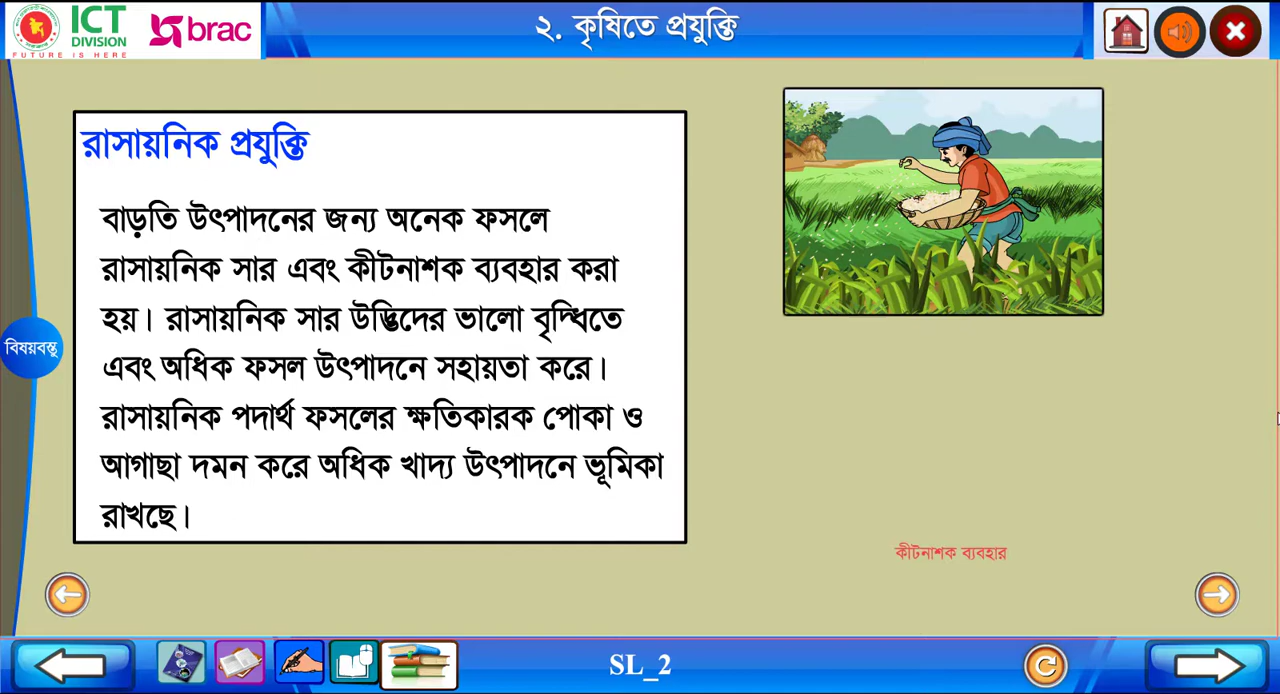 ICT
DIVISION
FUTURE IS HERE
brac
২. কৃষিতে প্রযুক্তি
রাসায়নিক প্রযুক্তি
বাড়তি উৎপাদনের জন্য অনেক ফসলে
রাসায়নিক সার এবং কীটনাশক ব্যবহার করা
হয়। রাসায়নিক সার উদ্ভিদের ভালো বৃদ্ধিতে
এবং অধিক ফসল উৎপাদনে সহায়তা করে।
রাসায়নিক পদার্থ ফসলের ক্ষতিকারক পোকা ও
আগাছা দমন করে অধিক খাদ্য উৎপাদনে ভূমিকা
রাখছে।
বিষয়বস্তু
কীটনাশক ব্যবহার
SL_2